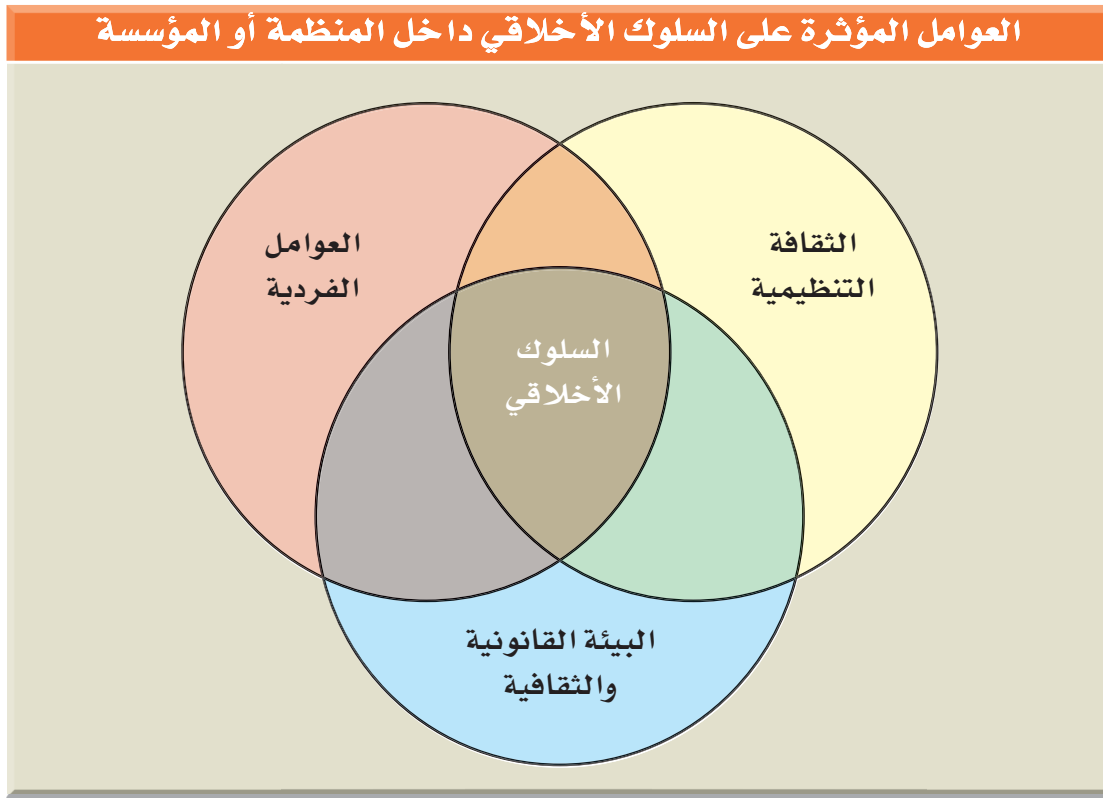 العوامل المؤثرة على السلوك الأخلاقي داخل المنظمة أو المؤسسة
الثقافة
التنظيمية
العوامل
الفردية
السلوك
الأخلاقي
البيئة القانونية
والثقافية